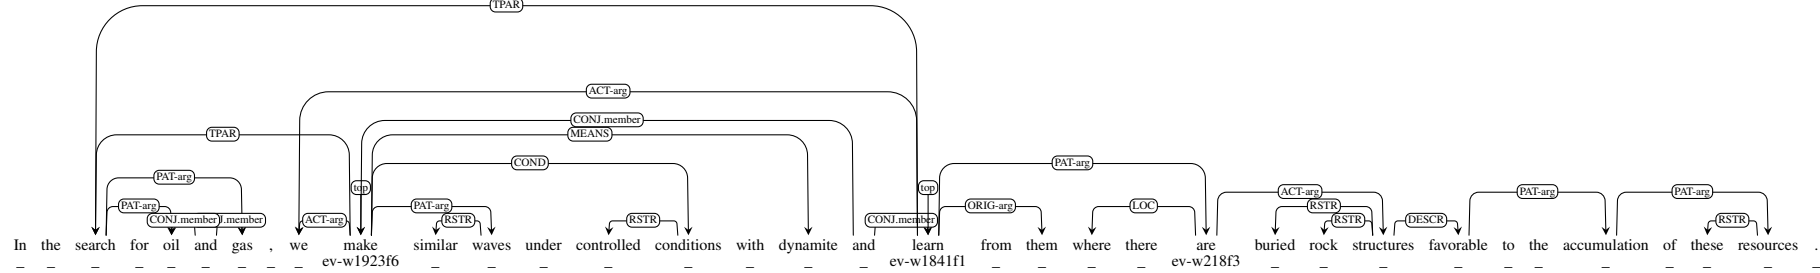 TPAR
ACT-arg
CONJ.member
TPAR MEANS
COND PAT-arg
PAT-arg top top
ACT-arg PAT-arg PAT-arg
PAT-arg PAT-arg ORIG-arg LOC RSTR
CONJ.member J.member ACT-arg RSTR RSTR CONJ.member RSTR DESCR RSTR
In the search for oil and gas , we make similar waves under controlled conditions with dynamite and learn from them where there are buried rock structures favorable to the accumulation of these resources .
_ _ _ _ _ _ _ _ _ ev-w1923f6 _ _ _ _ _ _ _ _ ev-w1841f1 _ _ _ _ ev-w218f3 _ _ _ _ _ _ _ _ _ _ _